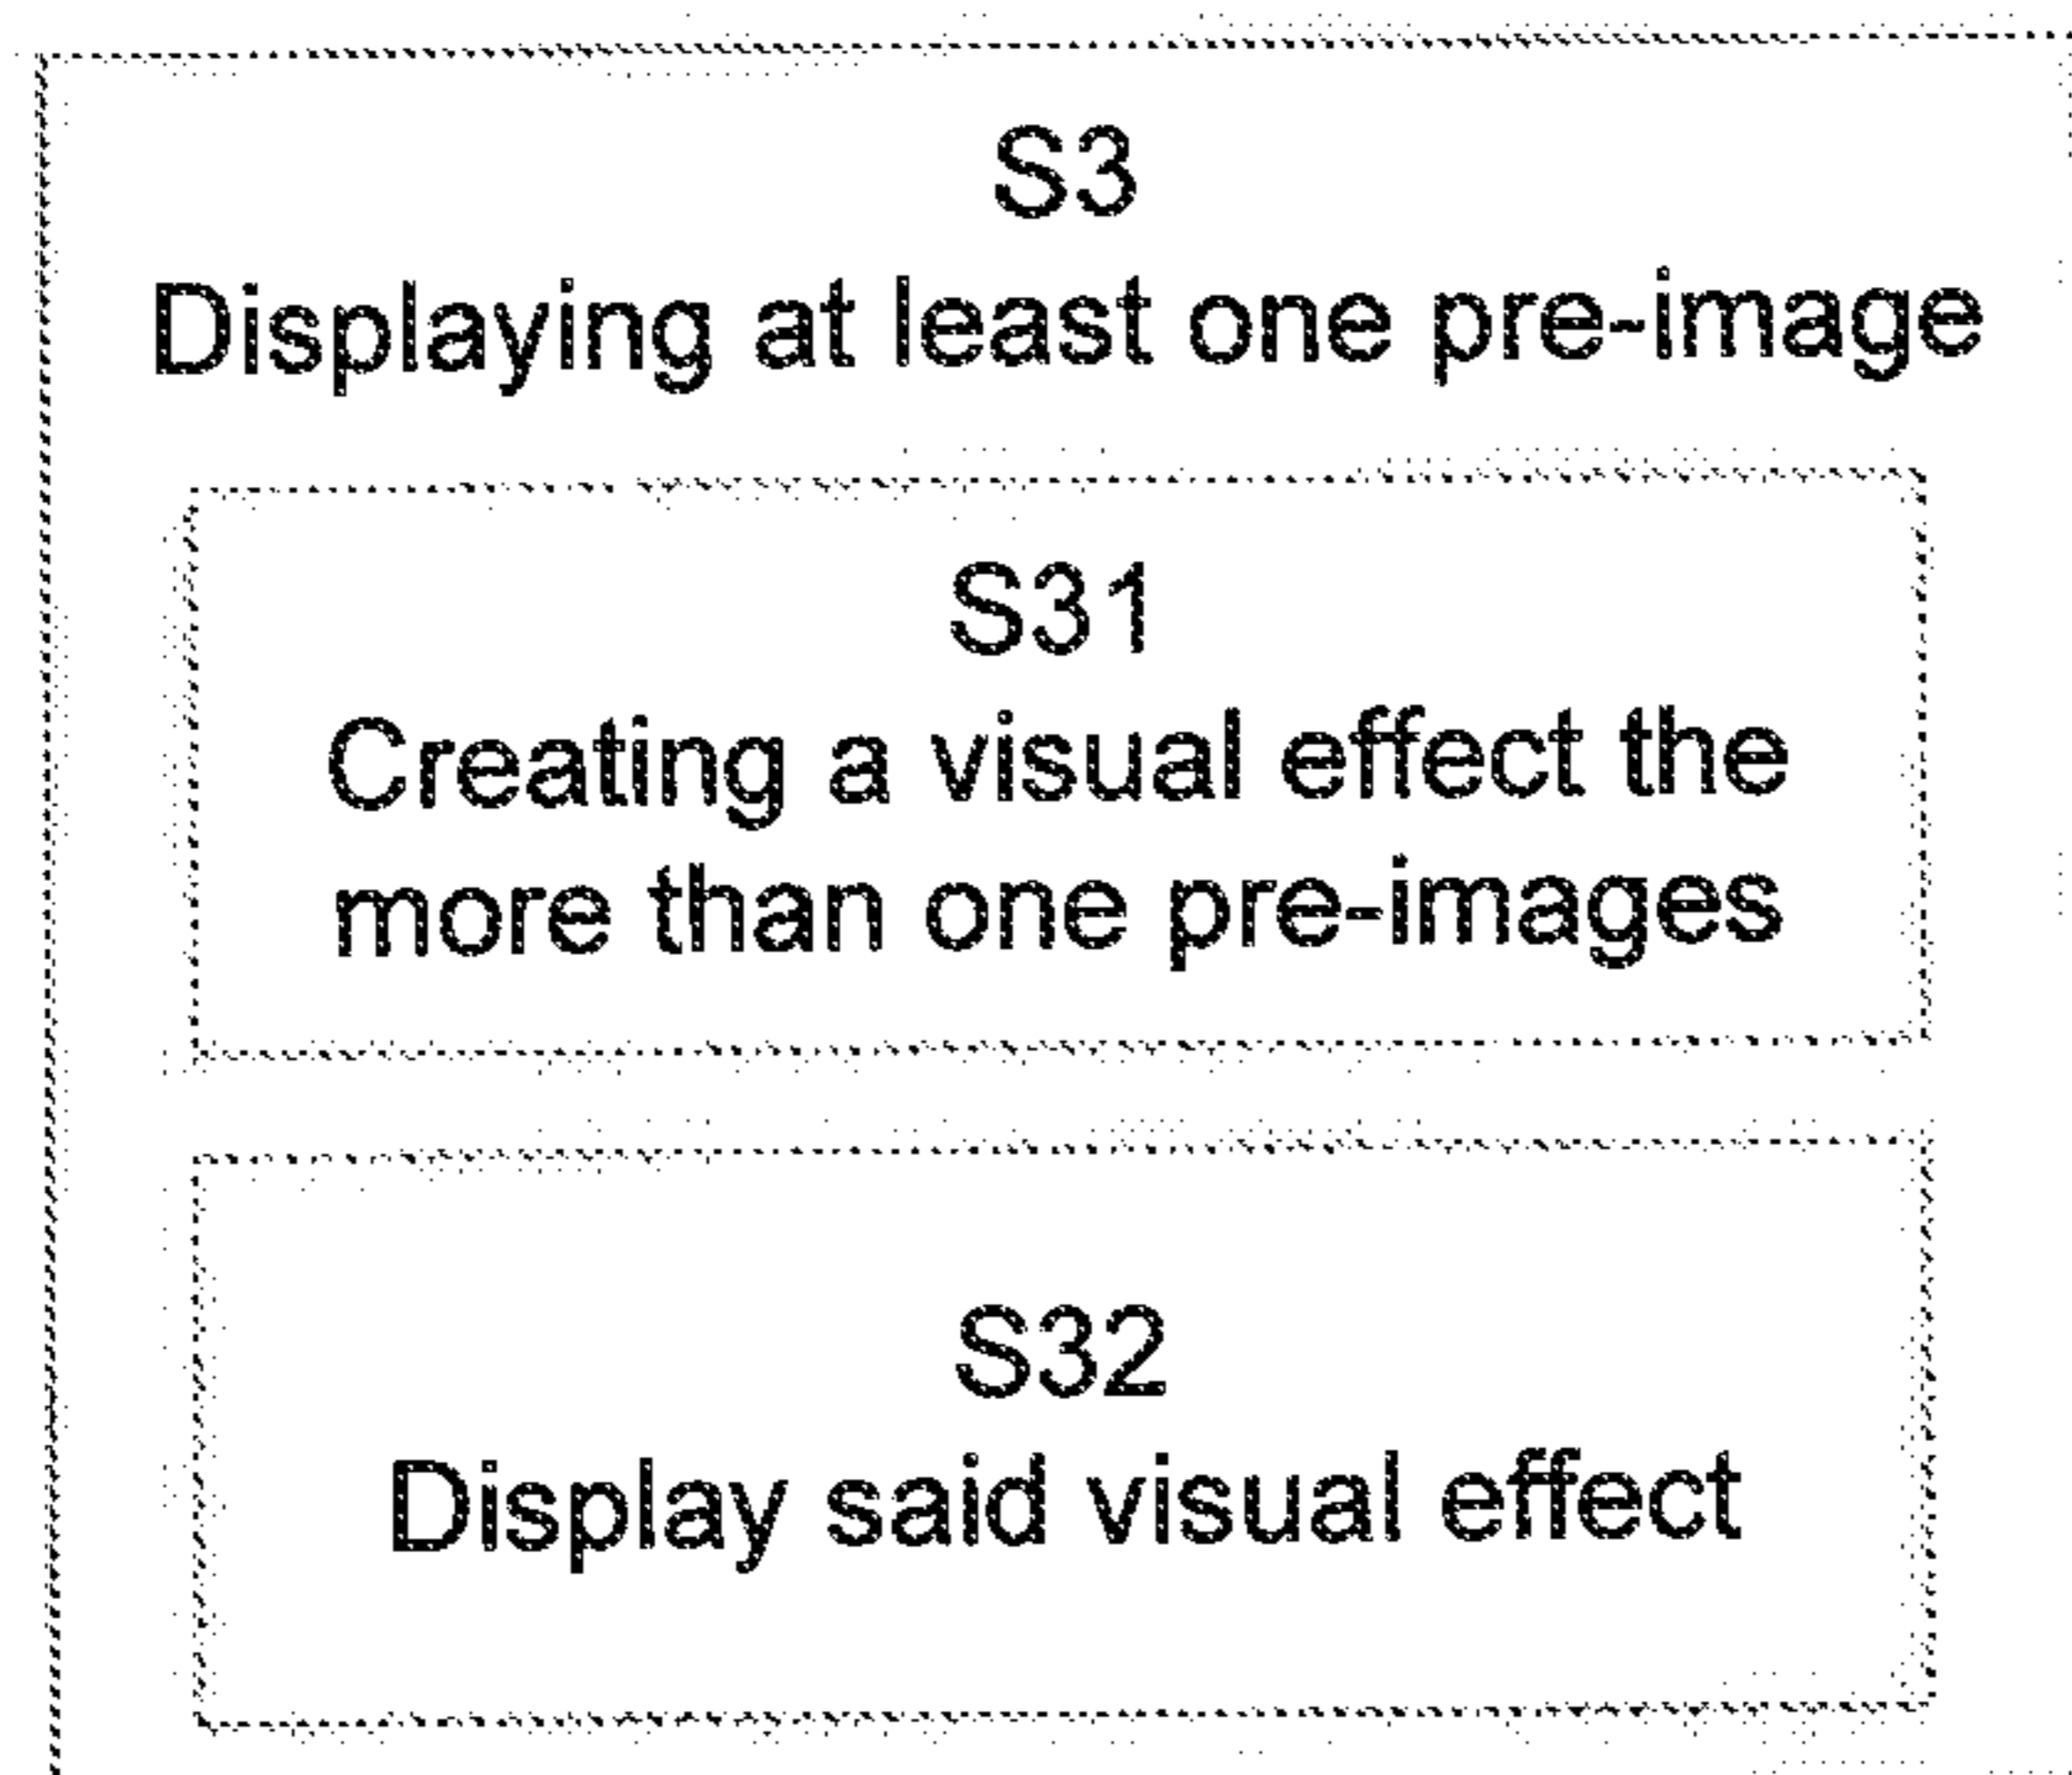 S3
Displaying at least one pre-image
S31
Creating a visual effect the
more than one pre-images
S32
Display said visual effect